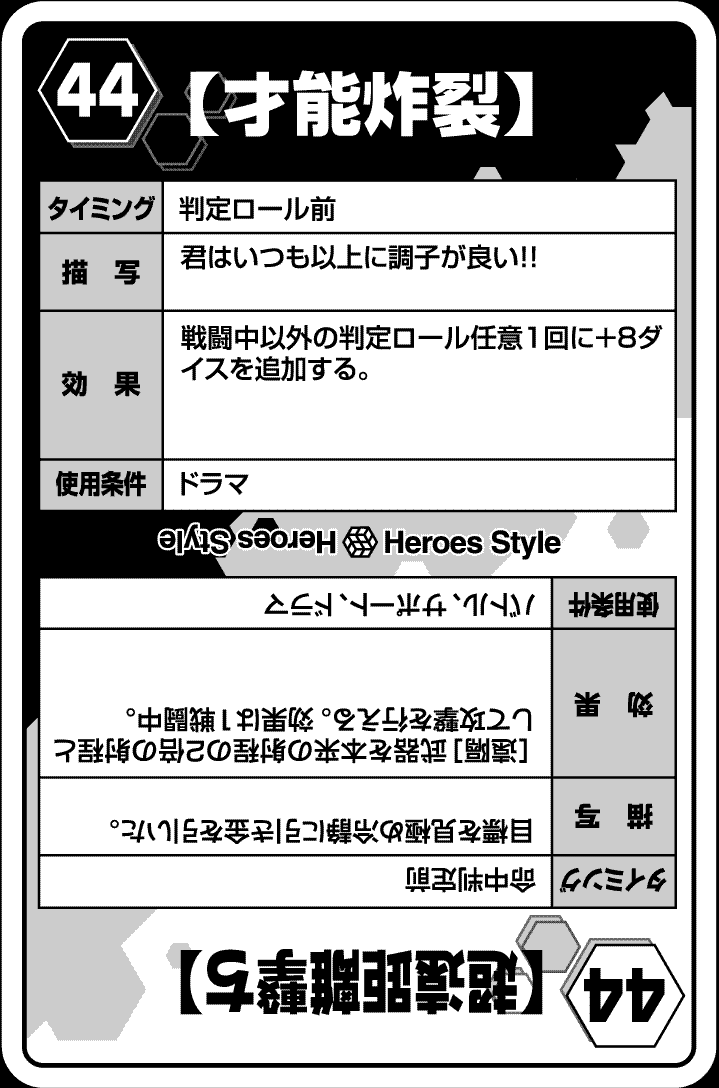 44
【才能炸裂】
タイミング 判定ロール前
描写 君はいつも以上に調子が良い!!
効果 戦闘中以外の判定ロール任意1回に+8ダ
イスを追加する。
使用条件 ドラマ
Heroes Style
Heroes Style
44
【超遠距離撃ち】
タイミング 命中判定前
描写 目標を見極め冷静に引き金を引いた。
効果 [遠隔]武器を本来の射程の2倍の射程と
して攻撃を行える。効果は1戦闘中。
使用条件 バトル、サポート、ドラマ